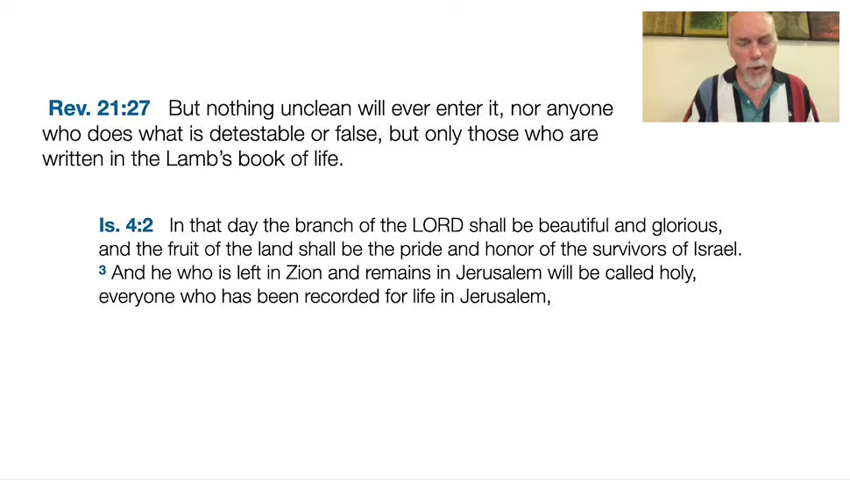 Rev. 21:27 But nothing unclean will ever enter it, nor anyone
who does what is detestable or false, but only those who are
written in the Lamb’s book of life.
Is. 4:2 In that day the branch of the LORD shall be beautiful and glorious,
and the fruit of the land shall be the pride and honor of the survivors of Israel.
3 And he who is left in Zion and remains in Jerusalem will be called holy,
everyone who has been recorded for life in Jerusalem,